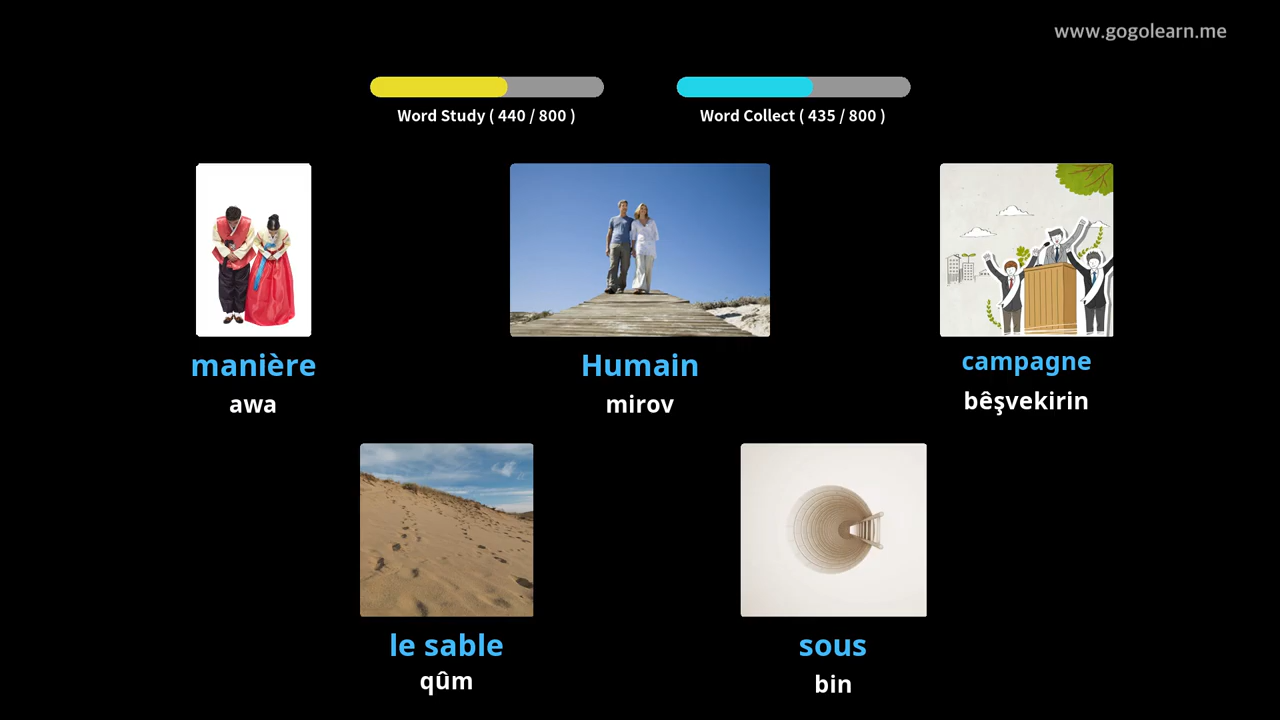 www.gogolearn.me
Word Study ( 440 / 800 )
Word Collect ( 435 / 800 )
manière
awa
Humain
mirov
campagne
bêşvekirin
le sable
qûm
sous
bin